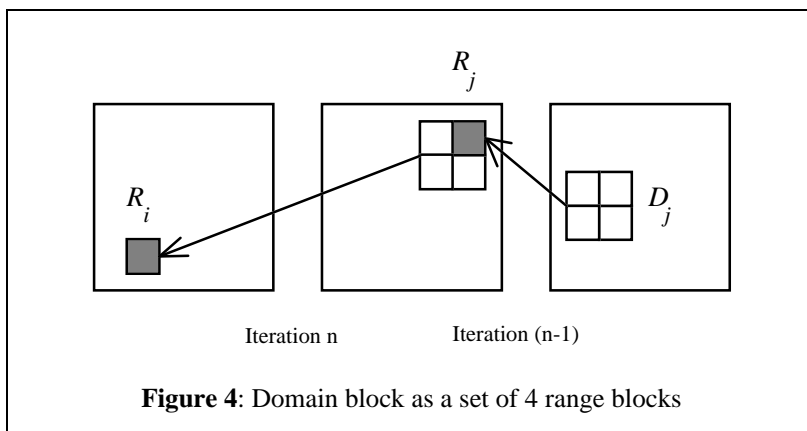 R_j
R_i
D_j
Iteration n
Iteration (n-1)
Figure 4: Domain block as a set of 4 range blocks